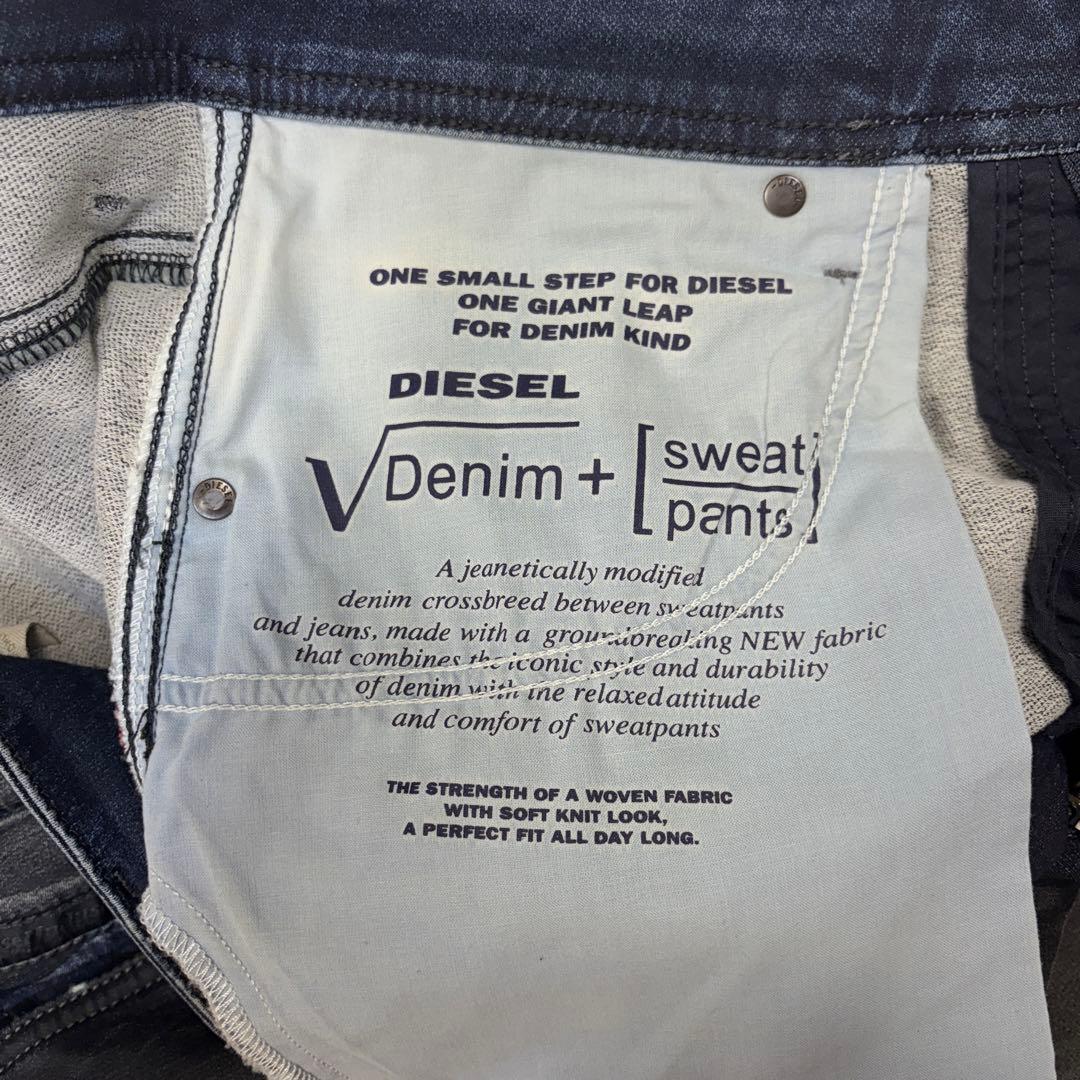 DIESEL
ONE SMALL STEP FOR DIESEL
ONE GIANT LEAP
FOR DENIM KIND
DIESEL
√Denim + [sweat
pants]
DIESEL
A jeanetically modified
denim crossbreed between sweatpants
and jeans, made with a groundbreaking NEW fabric
that combines the iconic style and durability
of denim with the relaxed attitude
and comfort of sweatpants
THE STRENGTH OF A WOVEN FABRIC
WITH SOFT KNIT LOOK,
A PERFECT FIT ALL DAY LONG.